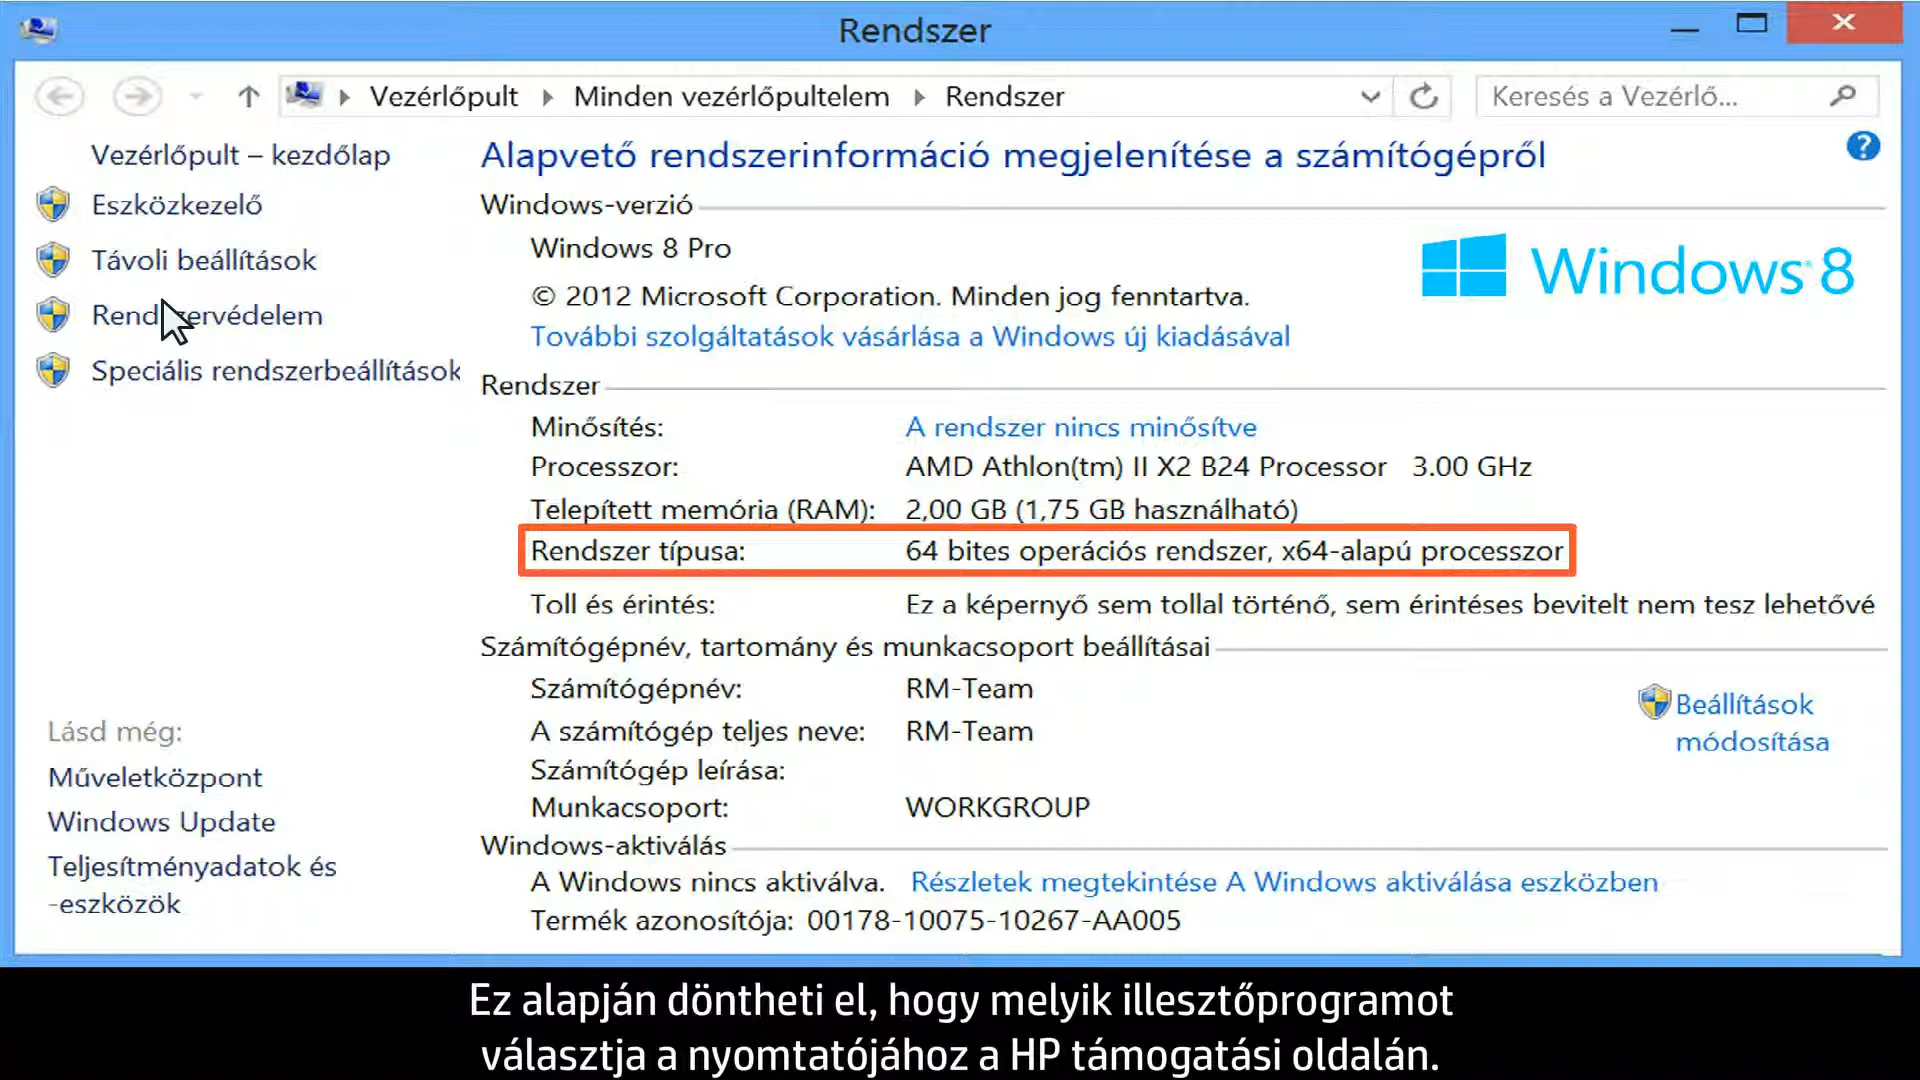 Rendszer
Vezérlőpult Minden vezérlőpultelem Rendszer
Keresés a Vezérlő...
Vezérlőpult – kezdőlap
Eszközkezelő
Távoli beállítások
Rendszervédelem
Speciális rendszerbeállítások
Alapvető rendszerinformáció megjelenítése a számítógépről
Windows-verzió
Windows 8 Pro
© 2012 Microsoft Corporation. Minden jog fenntartva.
További szolgáltatások vásárlása a Windows új kiadásával
Windows 8
Rendszer
Minősítés: A rendszer nincs minősítve
Processzor: AMD Athlon(tm) II X2 B24 Processor 3.00 GHz
Telepített memória (RAM): 2,00 GB (1,75 GB használható)
Rendszer típusa: 64 bites operációs rendszer, x64-alapú processzor
Toll és érintés: Ez a képernyő sem tollal történő, sem érintéses bevitelt nem tesz lehetővé
Számítógépnév, tartomány és munkacsoport beállításai
Számítógépnév: RM-Team
A számítógép teljes neve: RM-Team
Számítógép leírása:
Munkacsoport: WORKGROUP
Beállítások
módosítása
Windows-aktiválás
A Windows nincs aktiválva. Részletek megtekintése A Windows aktiválása eszközben
Termék azonosítója: 00178-10075-10267-AA005
Lásd még:
Műveletközpont
Windows Update
Teljesítményadatok és
-eszközök
Ez alapján döntheti el, hogy melyik illesztőprogramot
választja a nyomtatójához a HP támogatási oldalán.